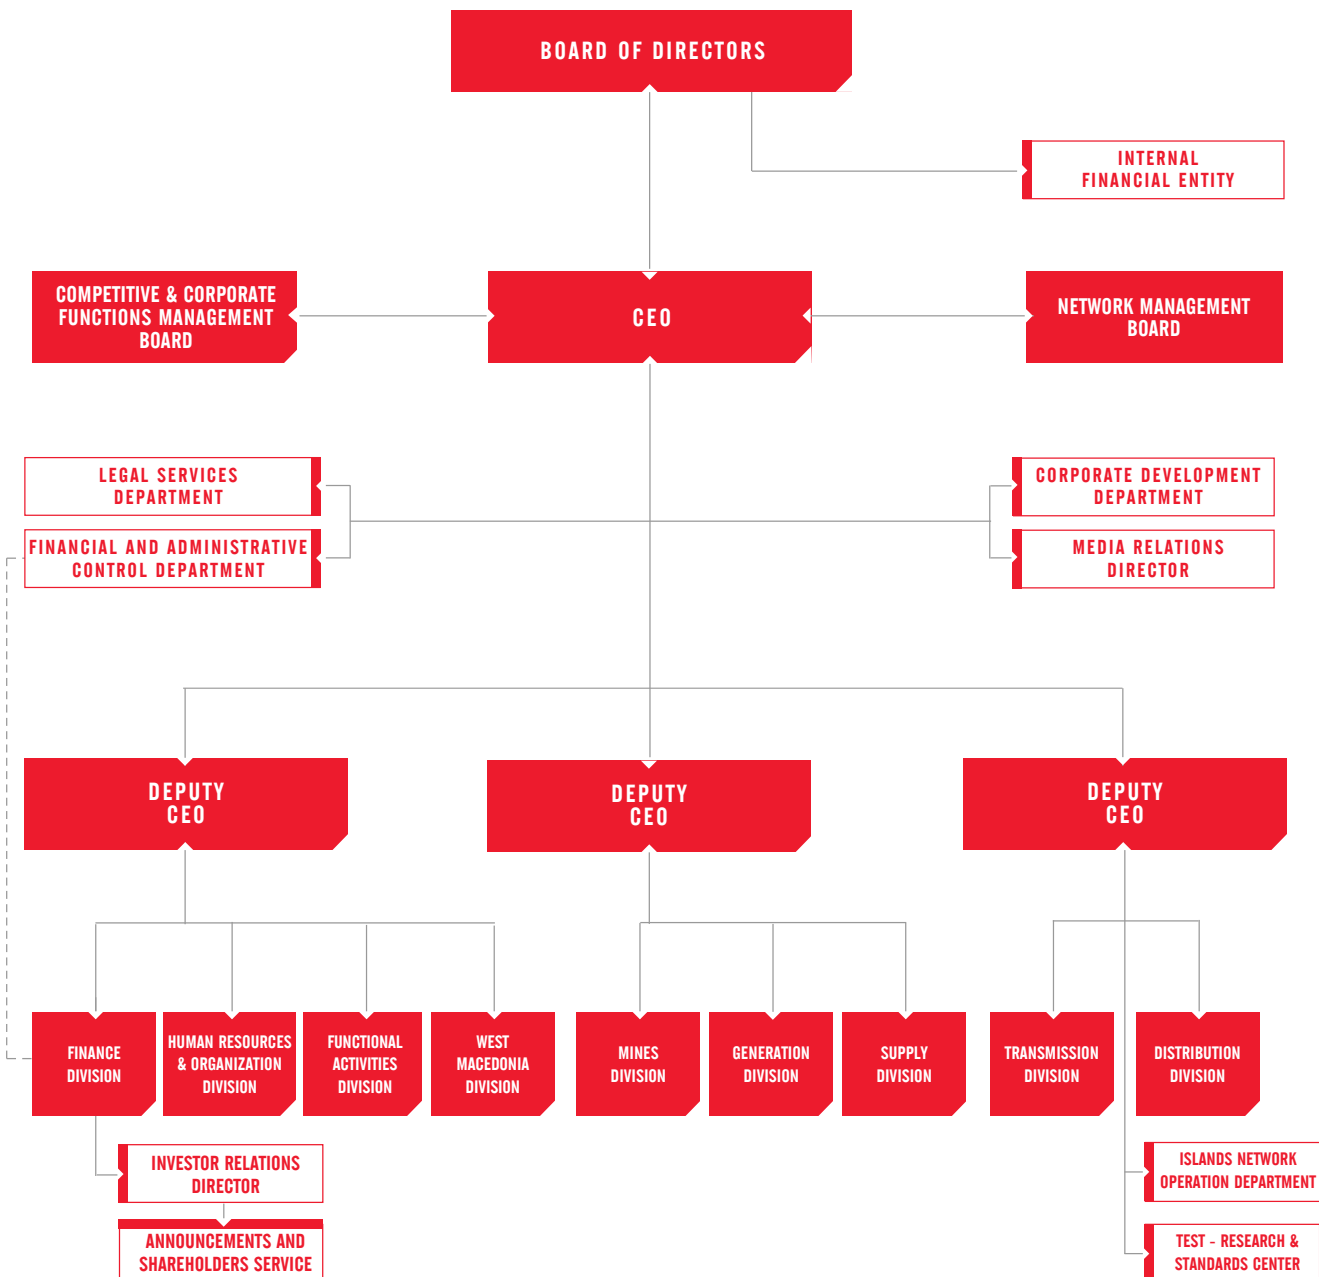 BOARD OF DIRECTORS
INTERNAL
FINANCIAL ENTITY
COMPETITIVE & CORPORATE
FUNCTIONS MANAGEMENT
BOARD
CEO
NETWORK MANAGEMENT
BOARD
LEGAL SERVICES
DEPARTMENT
CORPORATE DEVELOPMENT
DEPARTMENT
FINANCIAL AND ADMINISTRATIVE
CONTROL DEPARTMENT
MEDIA RELATIONS
DIRECTOR
DEPUTY
CEO
DEPUTY
CEO
DEPUTY
CEO
FINANCE
DIVISION
HUMAN RESOURCES
& ORGANIZATION
DIVISION
FUNCTIONAL
ACTIVITIES
DIVISION
WEST
MACEDONIA
DIVISION
MINES
DIVISION
GENERATION
DIVISION
SUPPLY
DIVISION
TRANSMISSION
DIVISION
DISTRIBUTION
DIVISION
INVESTOR RELATIONS
DIRECTOR
ISLANDS NETWORK
OPERATION DEPARTMENT
ANNOUNCEMENTS AND
SHAREHOLDERS SERVICE
TEST - RESEARCH &
STANDARDS CENTER